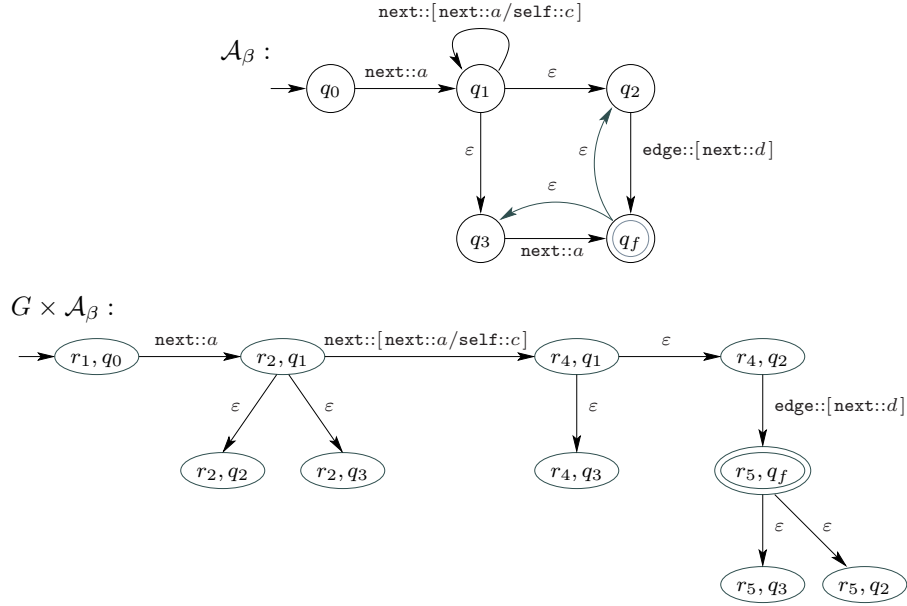 next::[next::a/self::c]
𝒜β :
next::a
ε
q0
q1
q2
ε
ε
edge::[next::d]
ε
q3
next::a
qf
G × 𝒜β :
next::a
next::[next::a/self::c]
ε
r1, q0
r2, q1
r4, q1
r4, q2
ε
ε
ε
edge::[next::d]
r2, q2
r2, q3
r4, q3
r5, qf
ε
ε
r5, q3
r5, q2